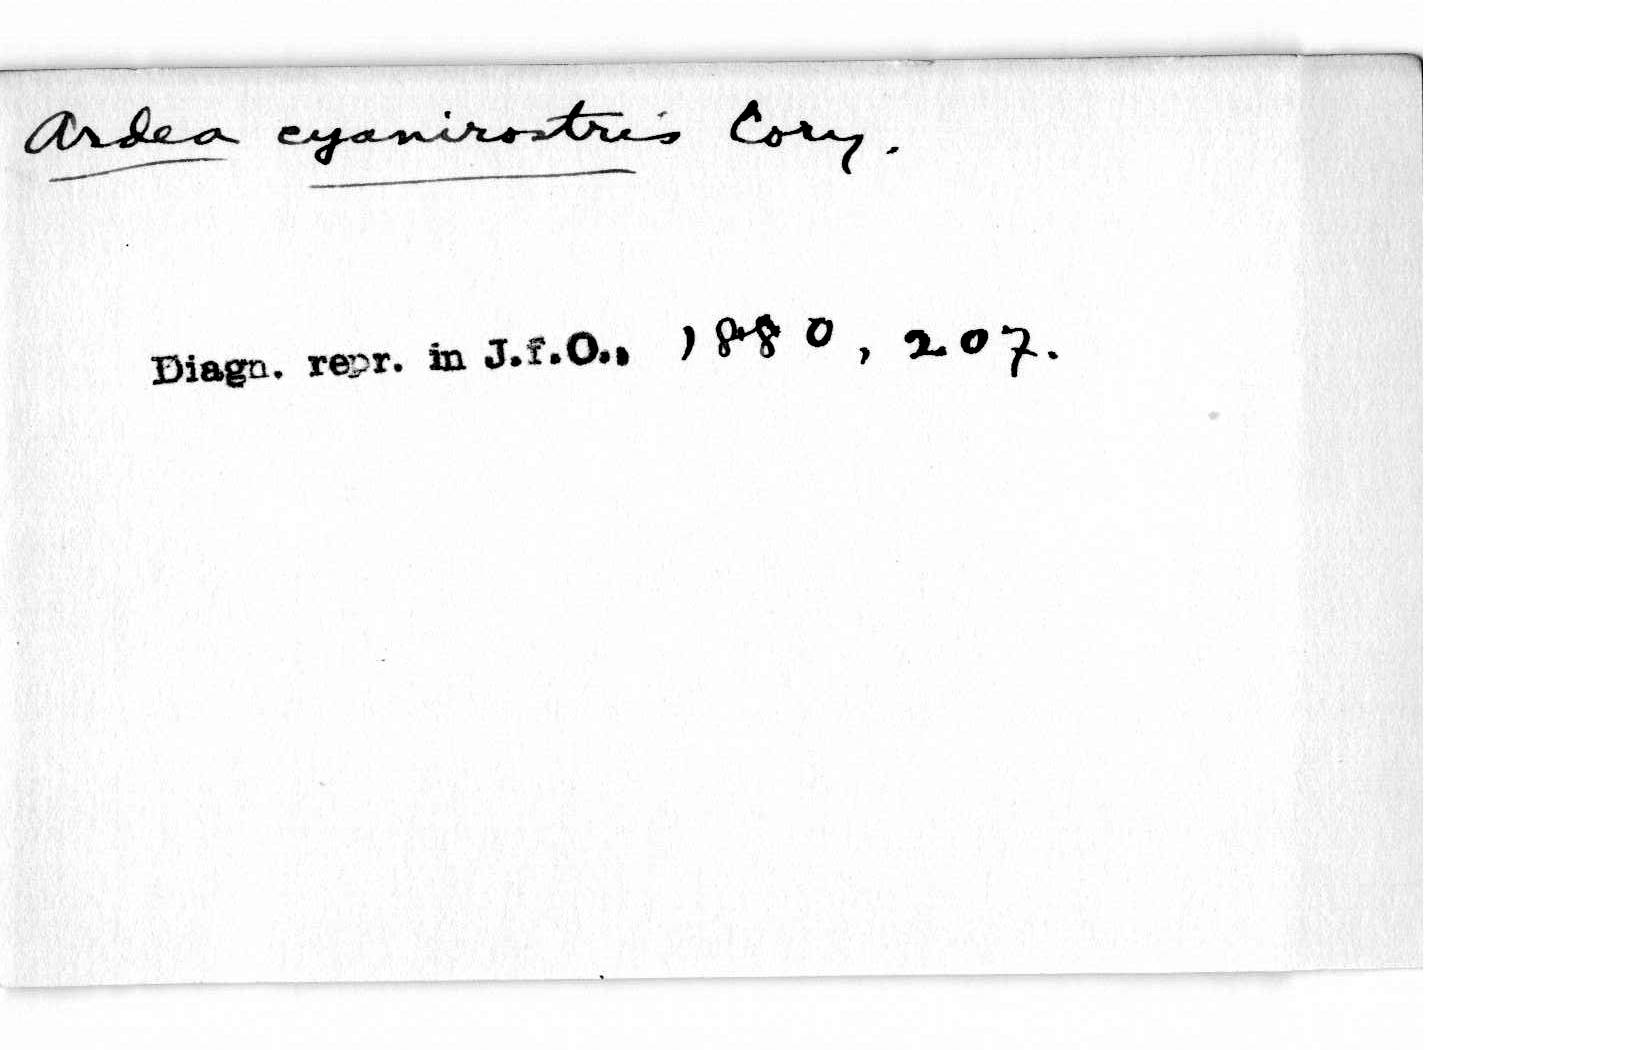 Ardea cyanirostris Cory.
Diagn. repr. in J.f.O., 1880, 207.